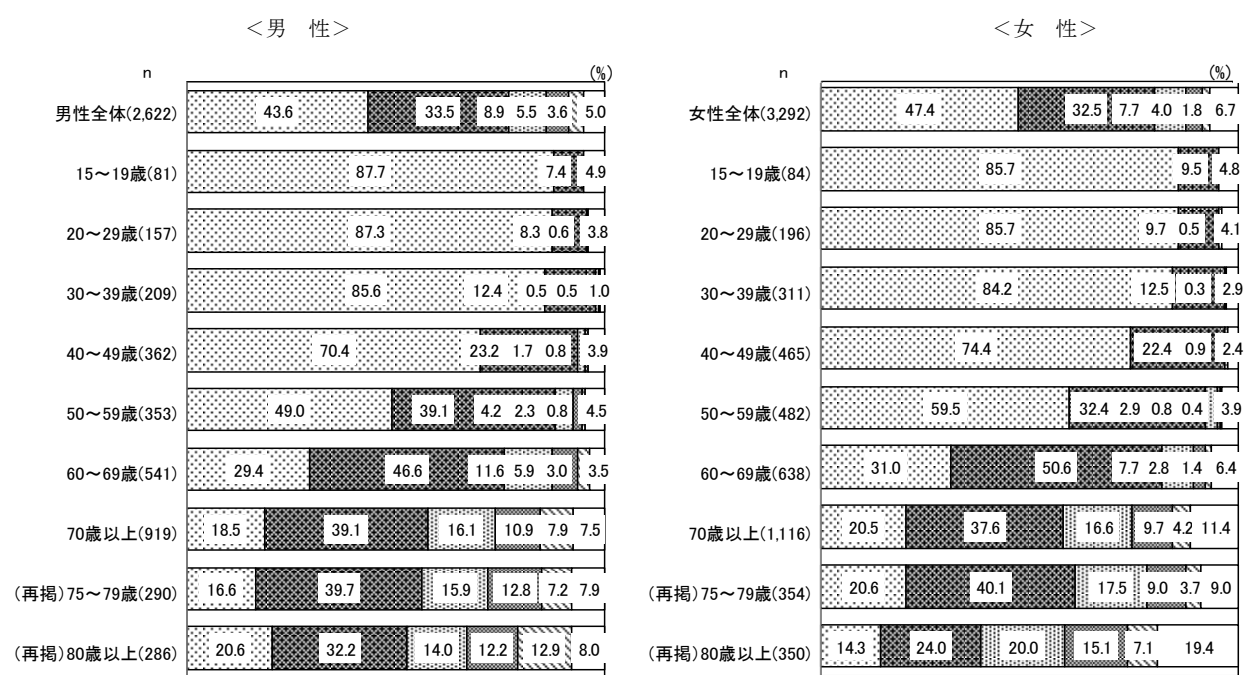 ＜男　性＞
n (%)
男性全体(2,622) 43.6 33.5 8.9 5.5 3.6 5.0
15～19歳(81) 87.7 7.4 4.9
20～29歳(157) 87.3 8.3 0.6 3.8
30～39歳(209) 85.6 12.4 0.5 0.5 1.0
40～49歳(362) 70.4 23.2 1.7 0.8 3.9
50～59歳(353) 49.0 39.1 4.2 2.3 0.8 4.5
60～69歳(541) 29.4 46.6 11.6 5.9 3.0 3.5
70歳以上(919) 18.5 39.1 16.1 10.9 7.9 7.5
(再掲)75～79歳(290) 16.6 39.7 15.9 12.8 7.2 7.9
(再掲)80歳以上(286) 20.6 32.2 14.0 12.2 12.9 8.0
＜女　性＞
n (%)
女性全体(3,292) 47.4 32.5 7.7 4.0 1.8 6.7
15～19歳(84) 85.7 9.5 4.8
20～29歳(196) 85.7 9.7 0.5 4.1
30～39歳(311) 84.2 12.5 0.3 2.9
40～49歳(465) 74.4 22.4 0.9 2.4
50～59歳(482) 59.5 32.4 2.9 0.8 0.4 3.9
60～69歳(638) 31.0 50.6 7.7 2.8 1.4 6.4
70歳以上(1,116) 20.5 37.6 16.6 9.7 4.2 11.4
(再掲)75～79歳(354) 20.6 40.1 17.5 9.0 3.7 9.0
(再掲)80歳以上(350) 14.3 24.0 20.0 15.1 7.1 19.4